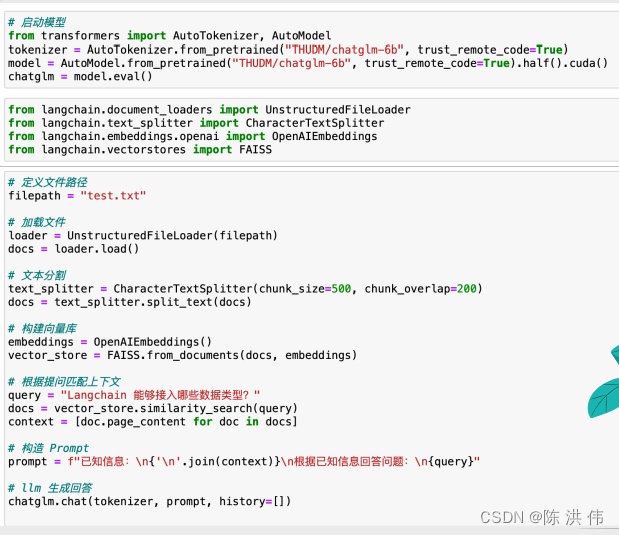 # 启动模型
from transformers import AutoTokenizer, AutoModel
tokenizer = AutoTokenizer.from_pretrained("THUDM/chatglm-6b", trust_remote_code=True)
model = AutoModel.from_pretrained("THUDM/chatglm-6b", trust_remote_code=True).half().cuda()
chatglm = model.eval()
from langchain.document_loaders import UnstructuredFileLoader
from langchain.text_splitter import CharacterTextSplitter
from langchain.embeddings.openai import OpenAIEmbeddings
from langchain.vectorstores import FAISS
# 定义文件路径
filepath = "test.txt"
# 加载文件
loader = UnstructuredFileLoader(filepath)
docs = loader.load()
# 文本分割
text_splitter = CharacterTextSplitter(chunk_size=500, chunk_overlap=200)
docs = text_splitter.split_text(docs)
# 构建向量库
embeddings = OpenAIEmbeddings()
vector_store = FAISS.from_documents(docs, embeddings)
# 根据提问匹配上下文
query = "Langchain 能够接入哪些数据类型？"
docs = vector_store.similarity_search(query)
context = [doc.page_content for doc in docs]
# 构造 Prompt
prompt = f"已知信息：\n{'\n'.join(context)}\n根据已知信息回答问题：\n{query}"
# llm 生成回答
chatglm.chat(tokenizer, prompt, history=[])
CSDN @陈 洪 伟